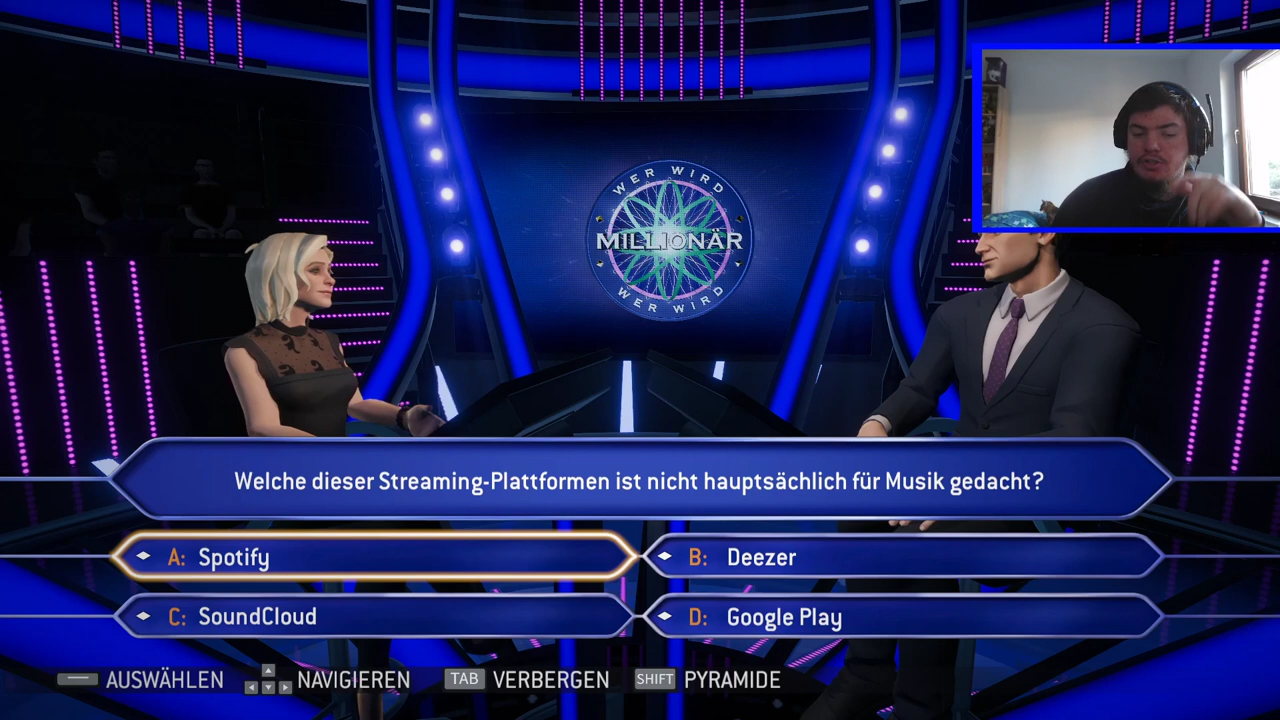 WER WIRD
MILLIONÄR
WER WIRD
Welche dieser Streaming-Plattformen ist nicht hauptsächlich für Musik gedacht?
A: Spotify
B: Deezer
C: SoundCloud
D: Google Play
AUSWÄHLEN NAVIGIEREN TAB VERBERGEN SHIFT PYRAMIDE